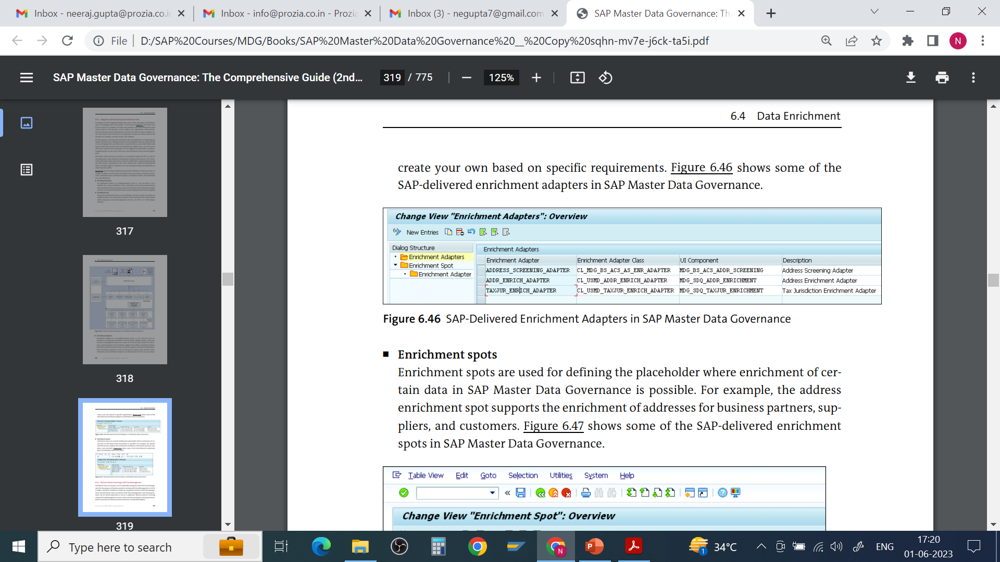 Inbox - neeraj.gupta@prozia.co.i
Inbox - info@prozia.co.in - Prozia
Inbox (3) - negupta7@gmail.com
SAP Master Data Governance: Th
File
D:/SAP%20Courses/MDG/Books/SAP%20Master%20Data%20Governance%20__%20Copy%20sqhn-mv7e-j6ck-ta5i.pdf
N
SAP Master Data Governance: The Comprehensive Guide (2nd...
319 / 775
125%
317
318
319
6.4 Data Enrichment
create your own based on specific requirements. Figure 6.46 shows some of the
SAP-delivered enrichment adapters in SAP Master Data Governance.
Change View "Enrichment Adapters": Overview
New Entries
Dialog Structure
Enrichment Adapters
Enrichment Spot
Enrichment Adapter
Enrichment Adapters
Enrichment Adapter Enrichment Adapter Class UI Component Description
ADDRESS_SCREENING_ADAPTER CL_MDG_BS_ACS_AS_ENR_ADAPTER MDG_BS_ACS_ADDR_SCREENING Address Screening Adapter
ADDR_ENRICH_ADAPTER CL_USMD_ADDR_ENRICH_ADAPTER MDG_SDQ_ADDR_ENRICHMENT Address Enrichment Adapter
TAXJUR_ENRICH_ADAPTER CL_USMD_TAXJUR_ENRICH_ADAPTER MDG_SDQ_TAXJUR_ENRICHMENT Tax Jurisdiction Enrichment Adapter
Figure 6.46 SAP-Delivered Enrichment Adapters in SAP Master Data Governance
■ Enrichment spots
Enrichment spots are used for defining the placeholder where enrichment of cer-
tain data in SAP Master Data Governance is possible. For example, the address
enrichment spot supports the enrichment of addresses for business partners, sup-
pliers, and customers. Figure 6.47 shows some of the SAP-delivered enrichment
spots in SAP Master Data Governance.
Table View Edit Goto Selection Utilities System Help
Change View "Enrichment Spot": Overview
Type here to search
N
P
1
34°C
ENG
17:20
01-06-2023